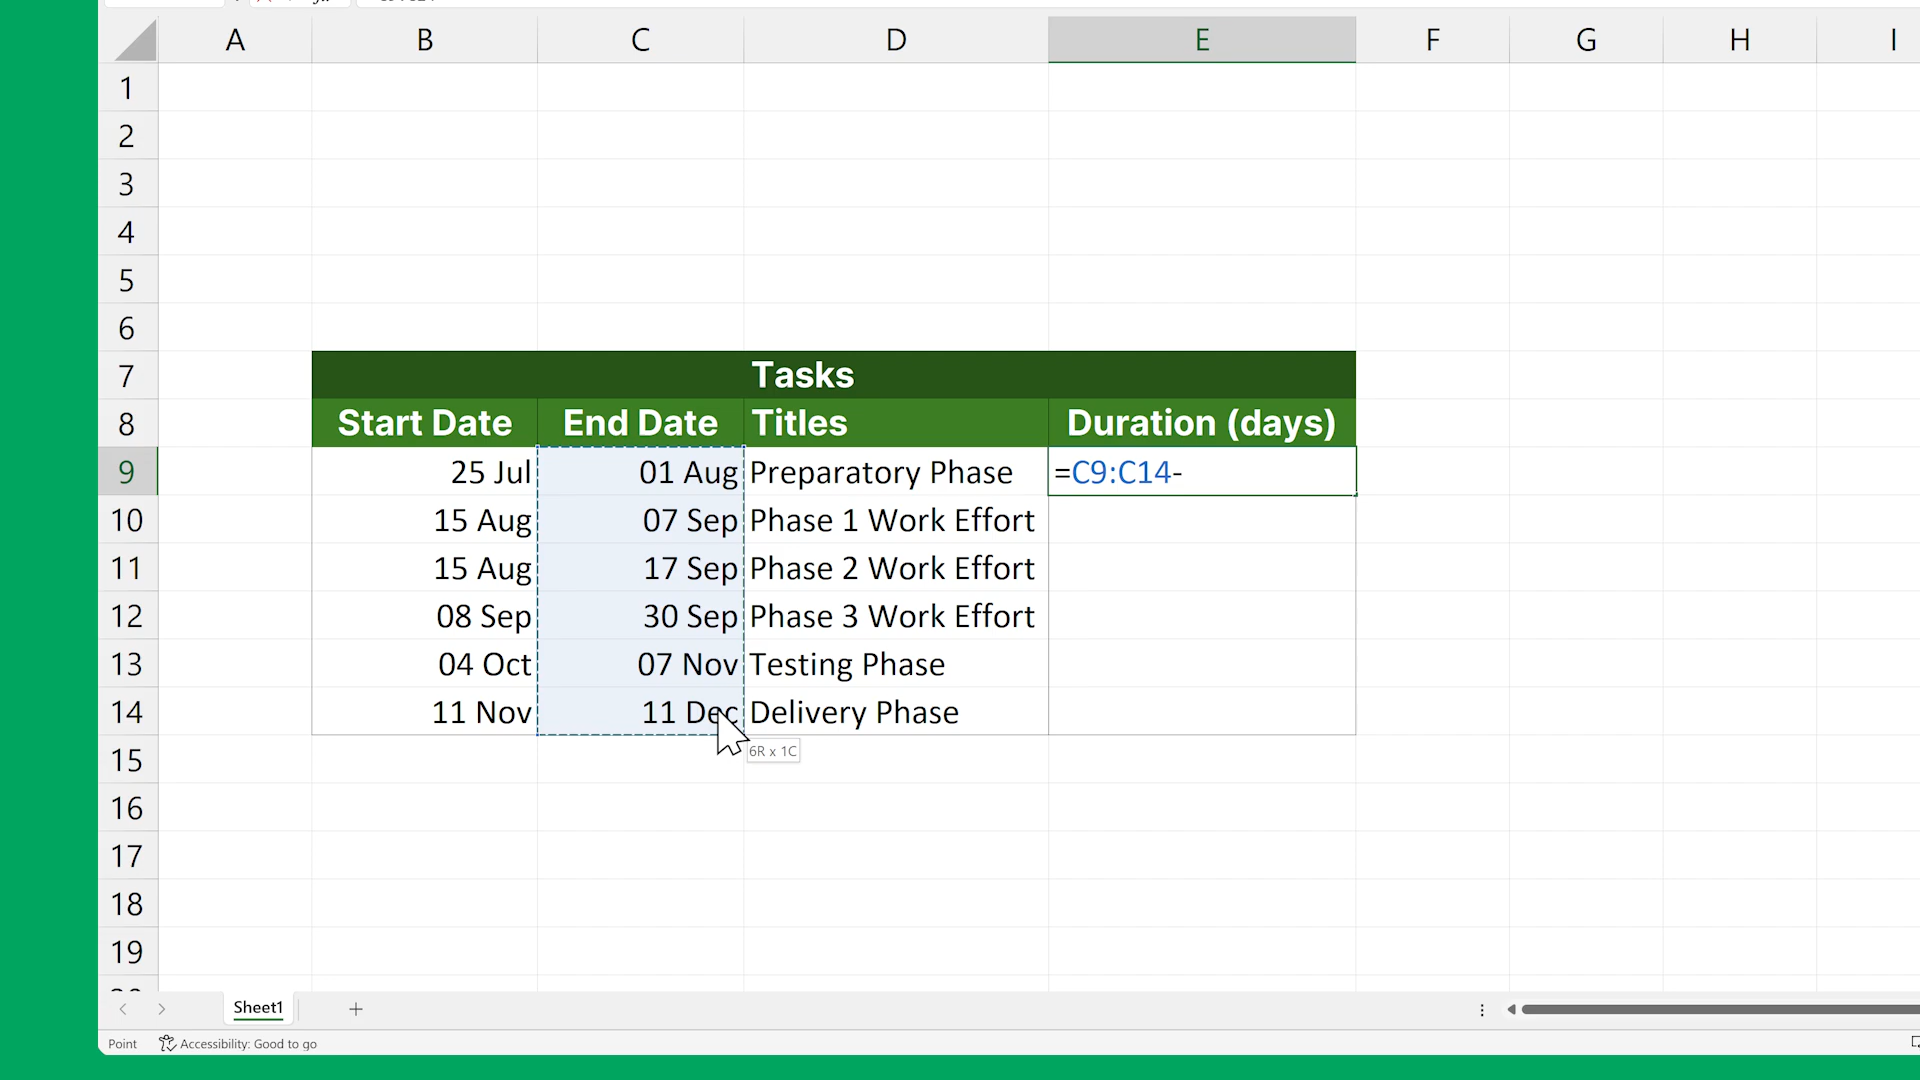 A B C D E F G H I
1
2
3
4
5
6
7 Tasks
8 Start Date End Date Titles Duration (days)
9 25 Jul 01 Aug Preparatory Phase =C9:C14-
10 15 Aug 07 Sep Phase 1 Work Effort
11 15 Aug 17 Sep Phase 2 Work Effort
12 08 Sep 30 Sep Phase 3 Work Effort
13 04 Oct 07 Nov Testing Phase
14 11 Nov 11 Dec Delivery Phase
6R x 1C
15
16
17
18
19
Sheet1
Point Accessibility: Good to go